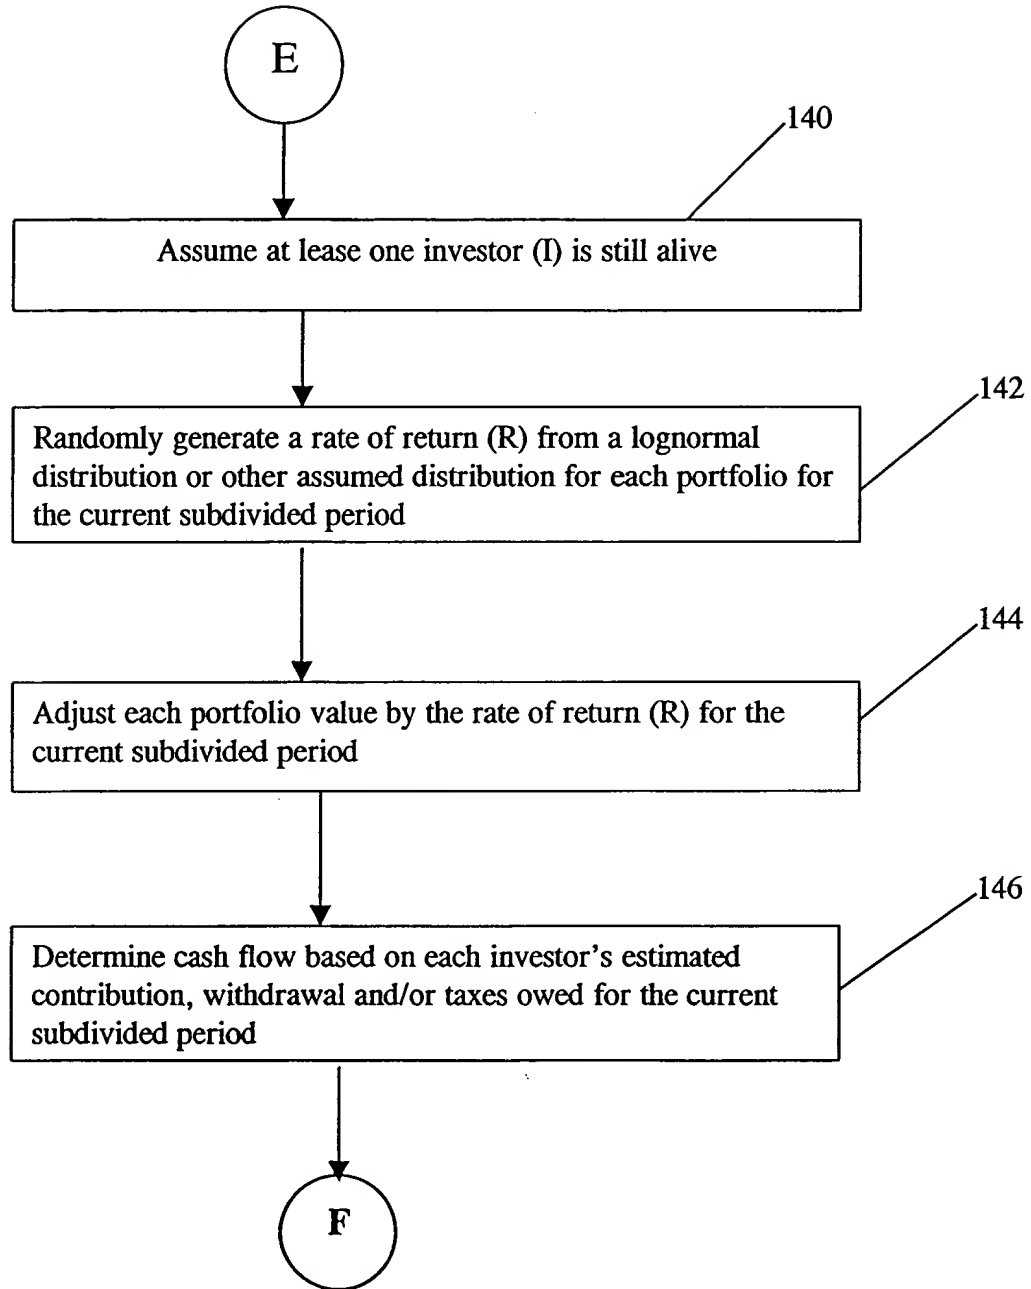 E
140
Assume at lease one investor (I) is still alive
142
Randomly generate a rate of return (R) from a lognormal
distribution or other assumed distribution for each portfolio for
the current subdivided period
144
Adjust each portfolio value by the rate of return (R) for the
current subdivided period
146
Determine cash flow based on each investor's estimated
contribution, withdrawal and/or taxes owed for the current
subdivided period
F